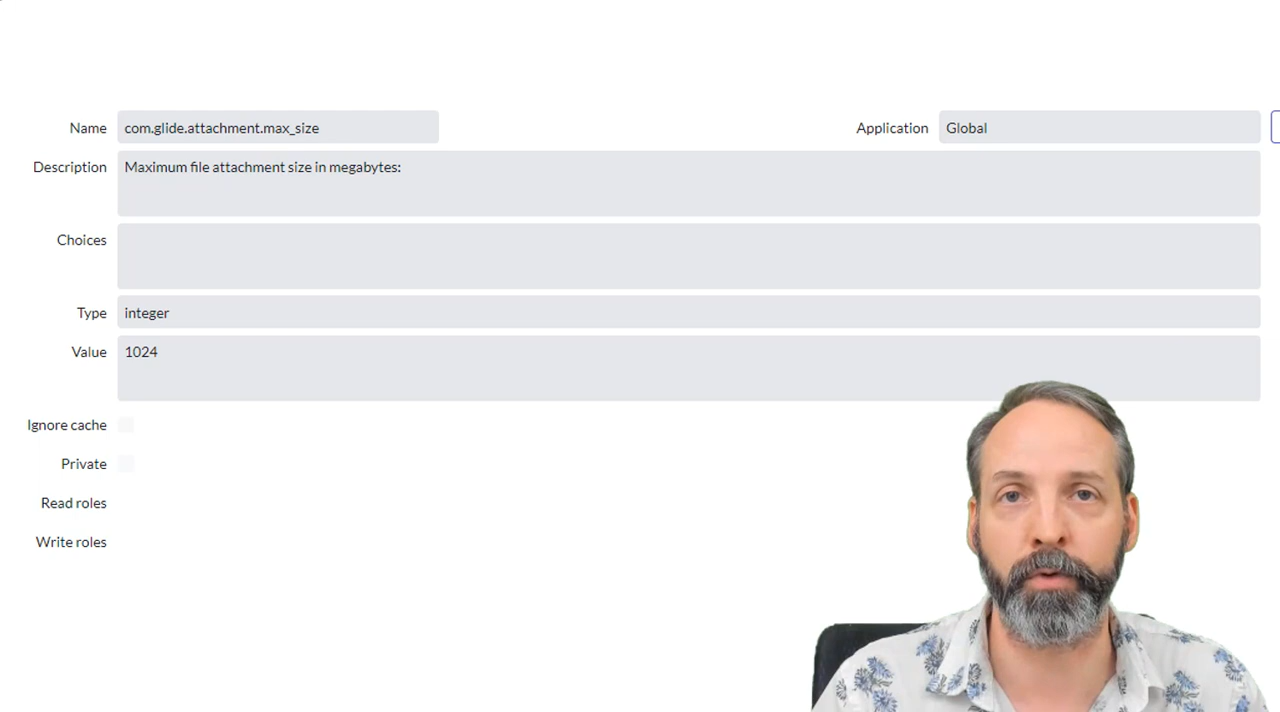 Name com.glide.attachment.max_size Application Global
Description Maximum file attachment size in megabytes:
Choices
Type integer
Value 1024
Ignore cache
Private
Read roles
Write roles